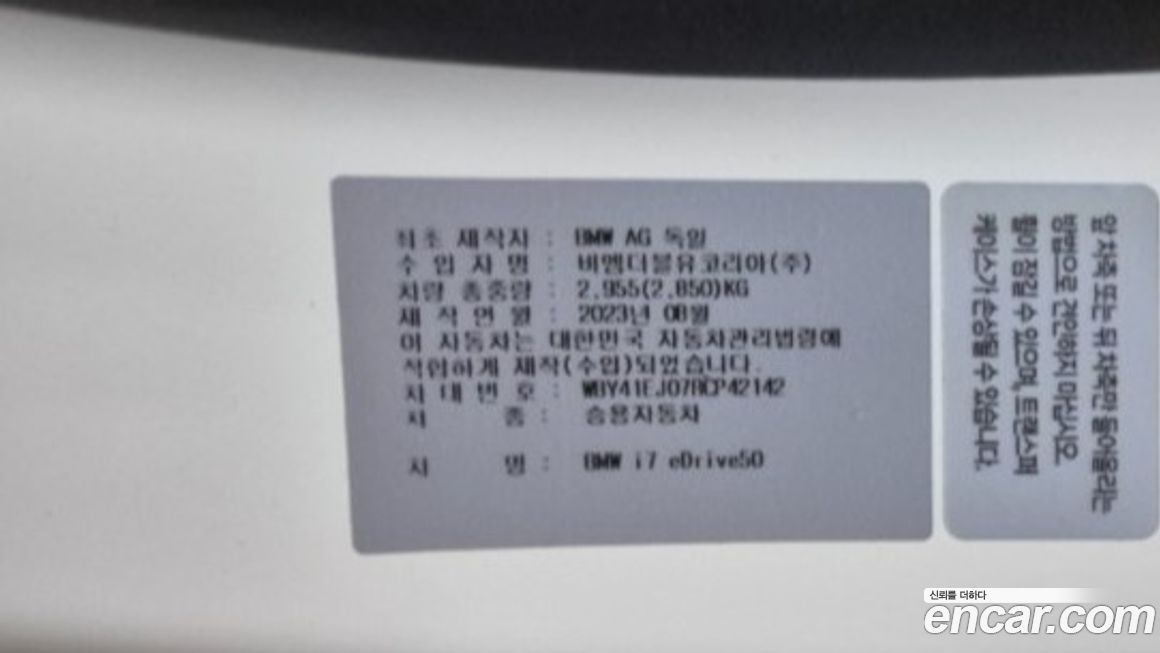 최초 제작자 : BMW AG 독일
수 입 자 명 : 비엠더블유코리아(주)
차량 총중량 : 2,955(2,850)KG
제 작 연 월 : 2023년 08월
이 자동차는 대한민국 자동차관리법령에
적합하게 제작(수입)되었습니다.
차 대 번 호 : WBY41EJ07RCP42142
차 종 : 승용자동차
차 명 : BMW i7 eDrive50
앞 차축 또는 뒤 차축만 들어올리는
방법으로 견인하지 마십시오.
휠이 잠길 수 있으며, 트랜스퍼
케이스가 손상될 수 있습니다.
신뢰를 더하다
encar.com